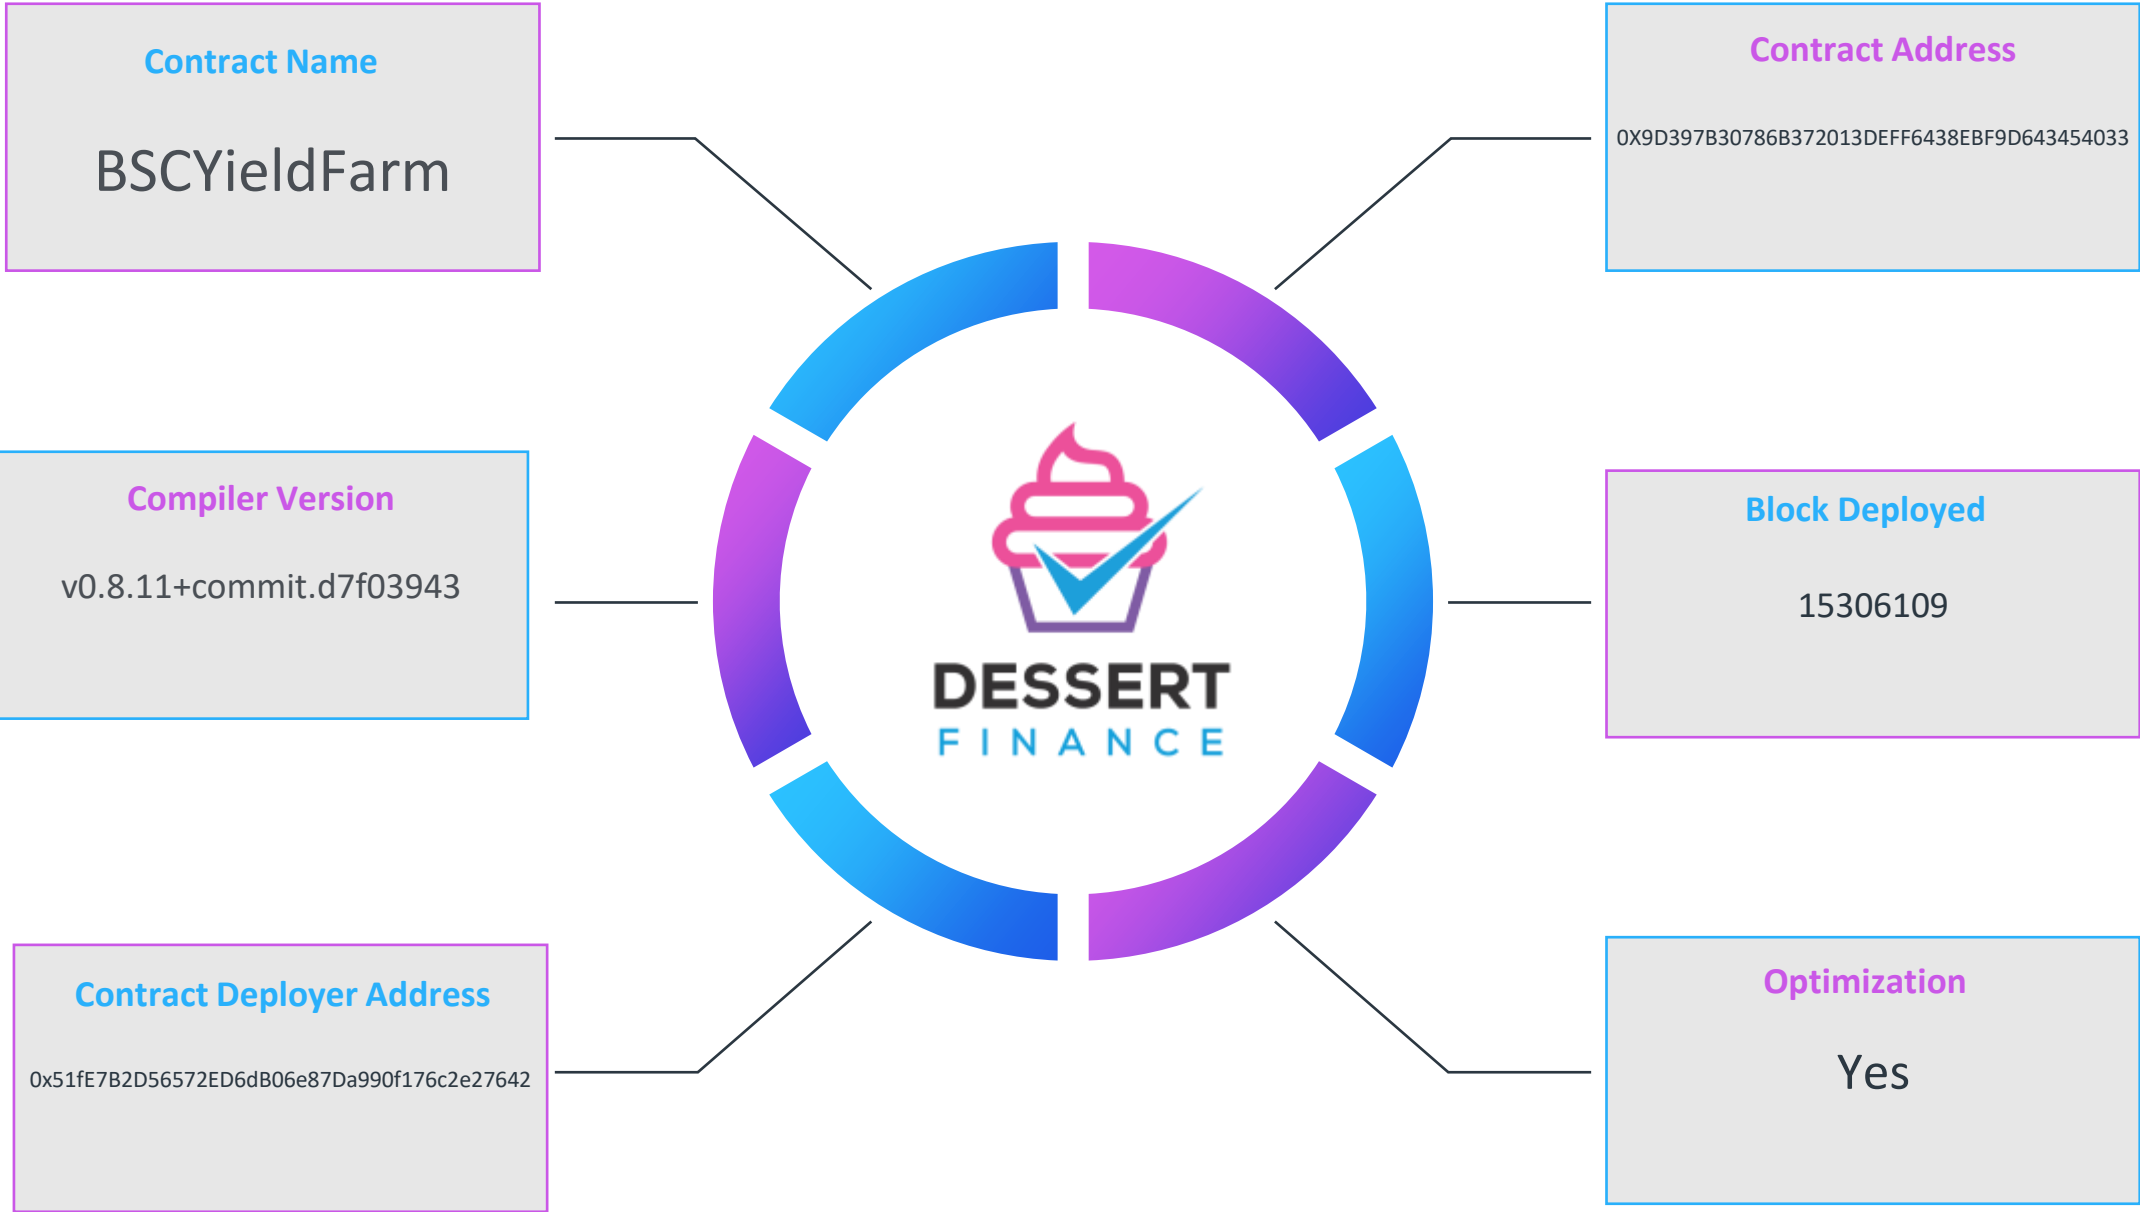 Contract Name
BSCYieldFarm
Contract Address
0X9D397B30786B372013DEFF6438EBF9D643454033
Compiler Version
v0.8.11+commit.d7f03943
DESSERT
FINANCE
Block Deployed
15306109
Contract Deployer Address
0x51fE7B2D56572ED6dB06e87Da990f176c2e27642
Optimization
Yes